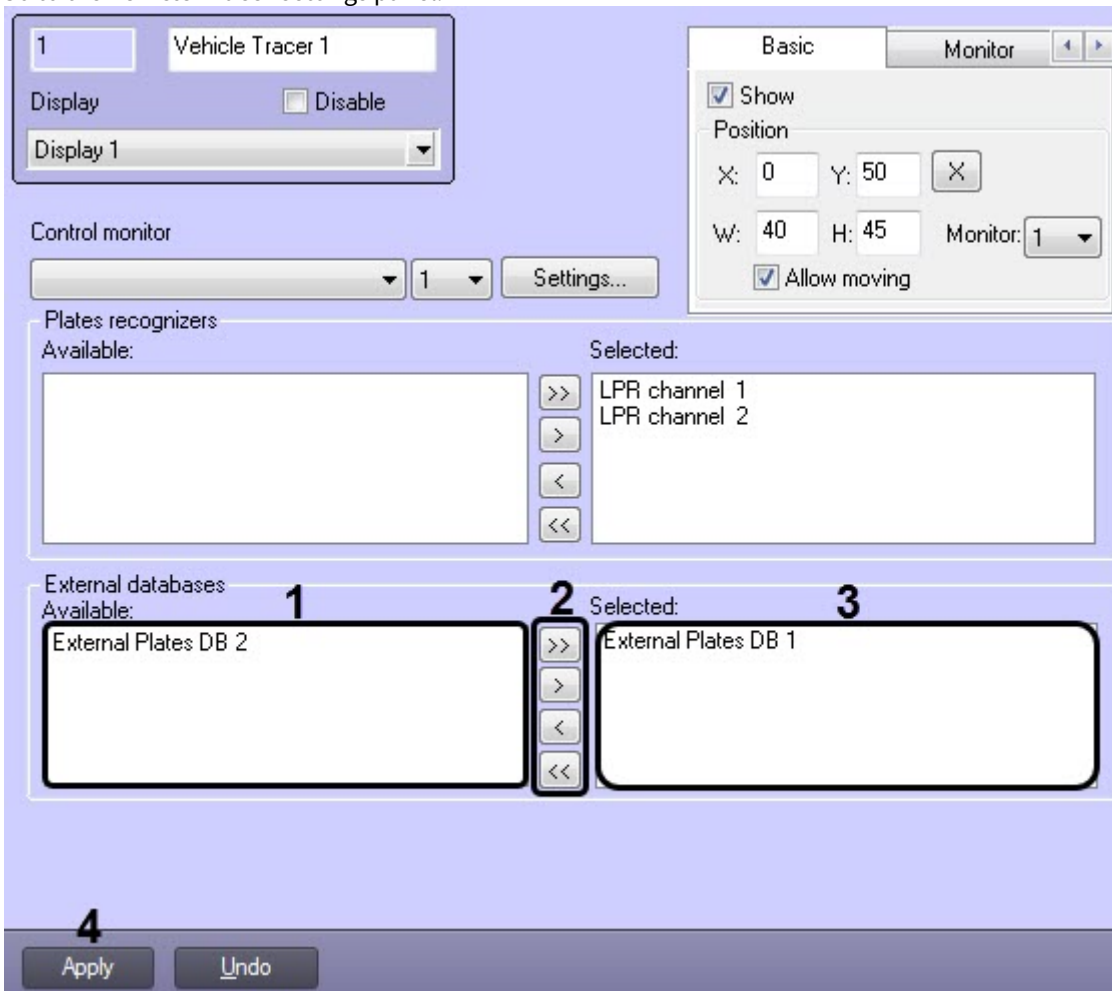 1 Vehicle Tracer 1
Display Disable
Display 1
Basic Monitor
Show
Position
X: 0 Y: 50 X
W: 40 H: 45 Monitor: 1
Allow moving
Control monitor
1 Settings...
Plates recognizers
Available: Selected:
>> LPR channel 1
LPR channel 2
>
<
<<
External databases
Available: 1 2 Selected: 3
External Plates DB 2 >> External Plates DB 1
>
<
<<
4
Apply Undo